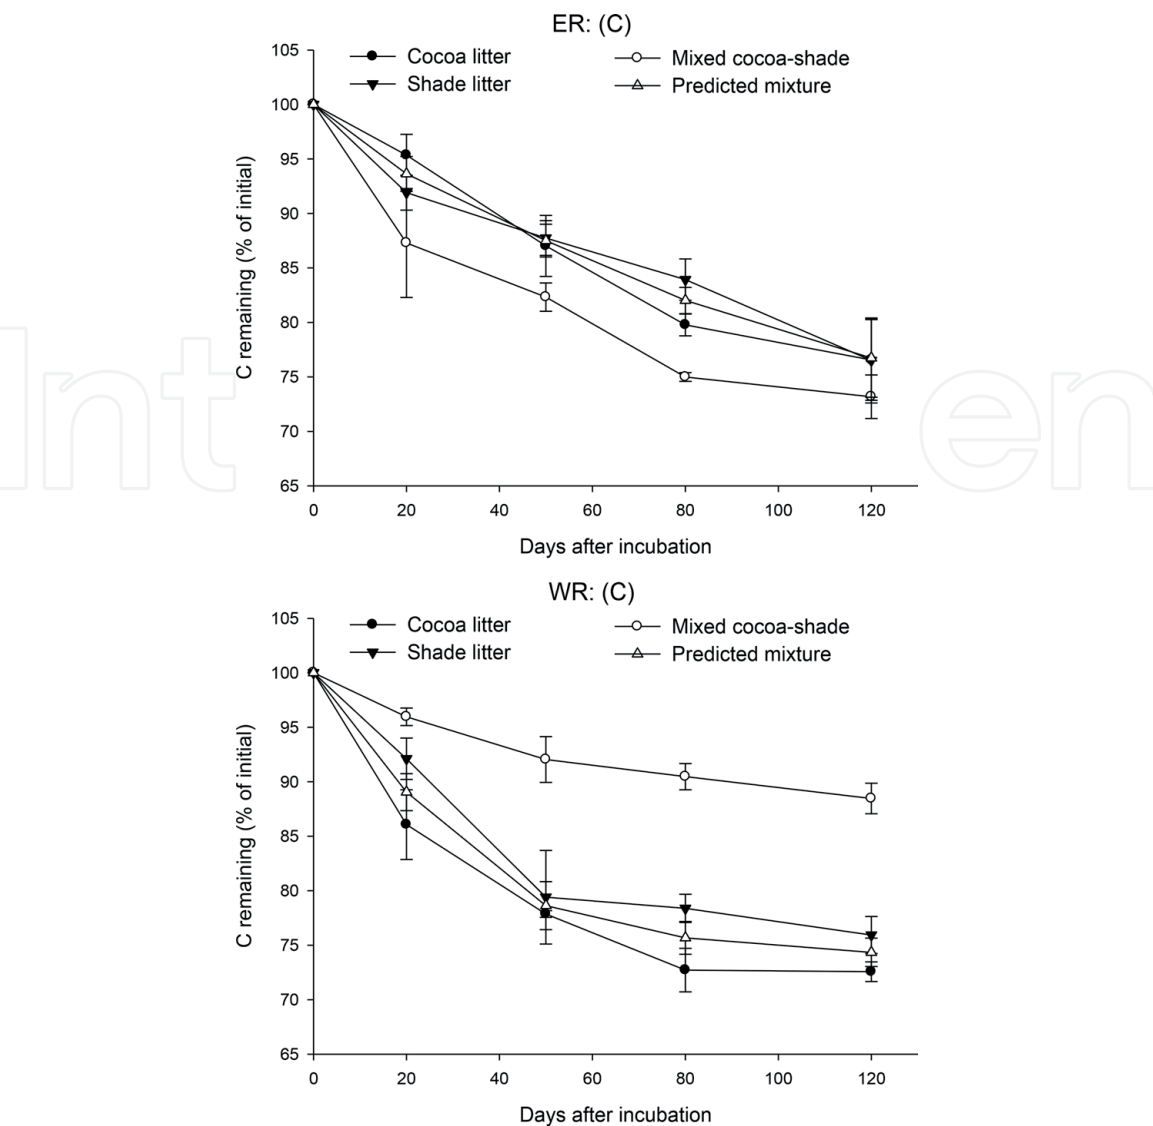 ER: (C)
105
Cocoa litter
Mixed cocoa-shade
Shade litter
Predicted mixture
100
95
90
85
80
75
70
65
C remaining (% of initial)
0 20 40 60 80 100 120
Days after incubation
WR: (C)
105
Cocoa litter
Mixed cocoa-shade
Shade litter
Predicted mixture
100
95
90
85
80
75
70
65
C remaining (% of initial)
0 20 40 60 80 100 120
Days after incubation
Int en